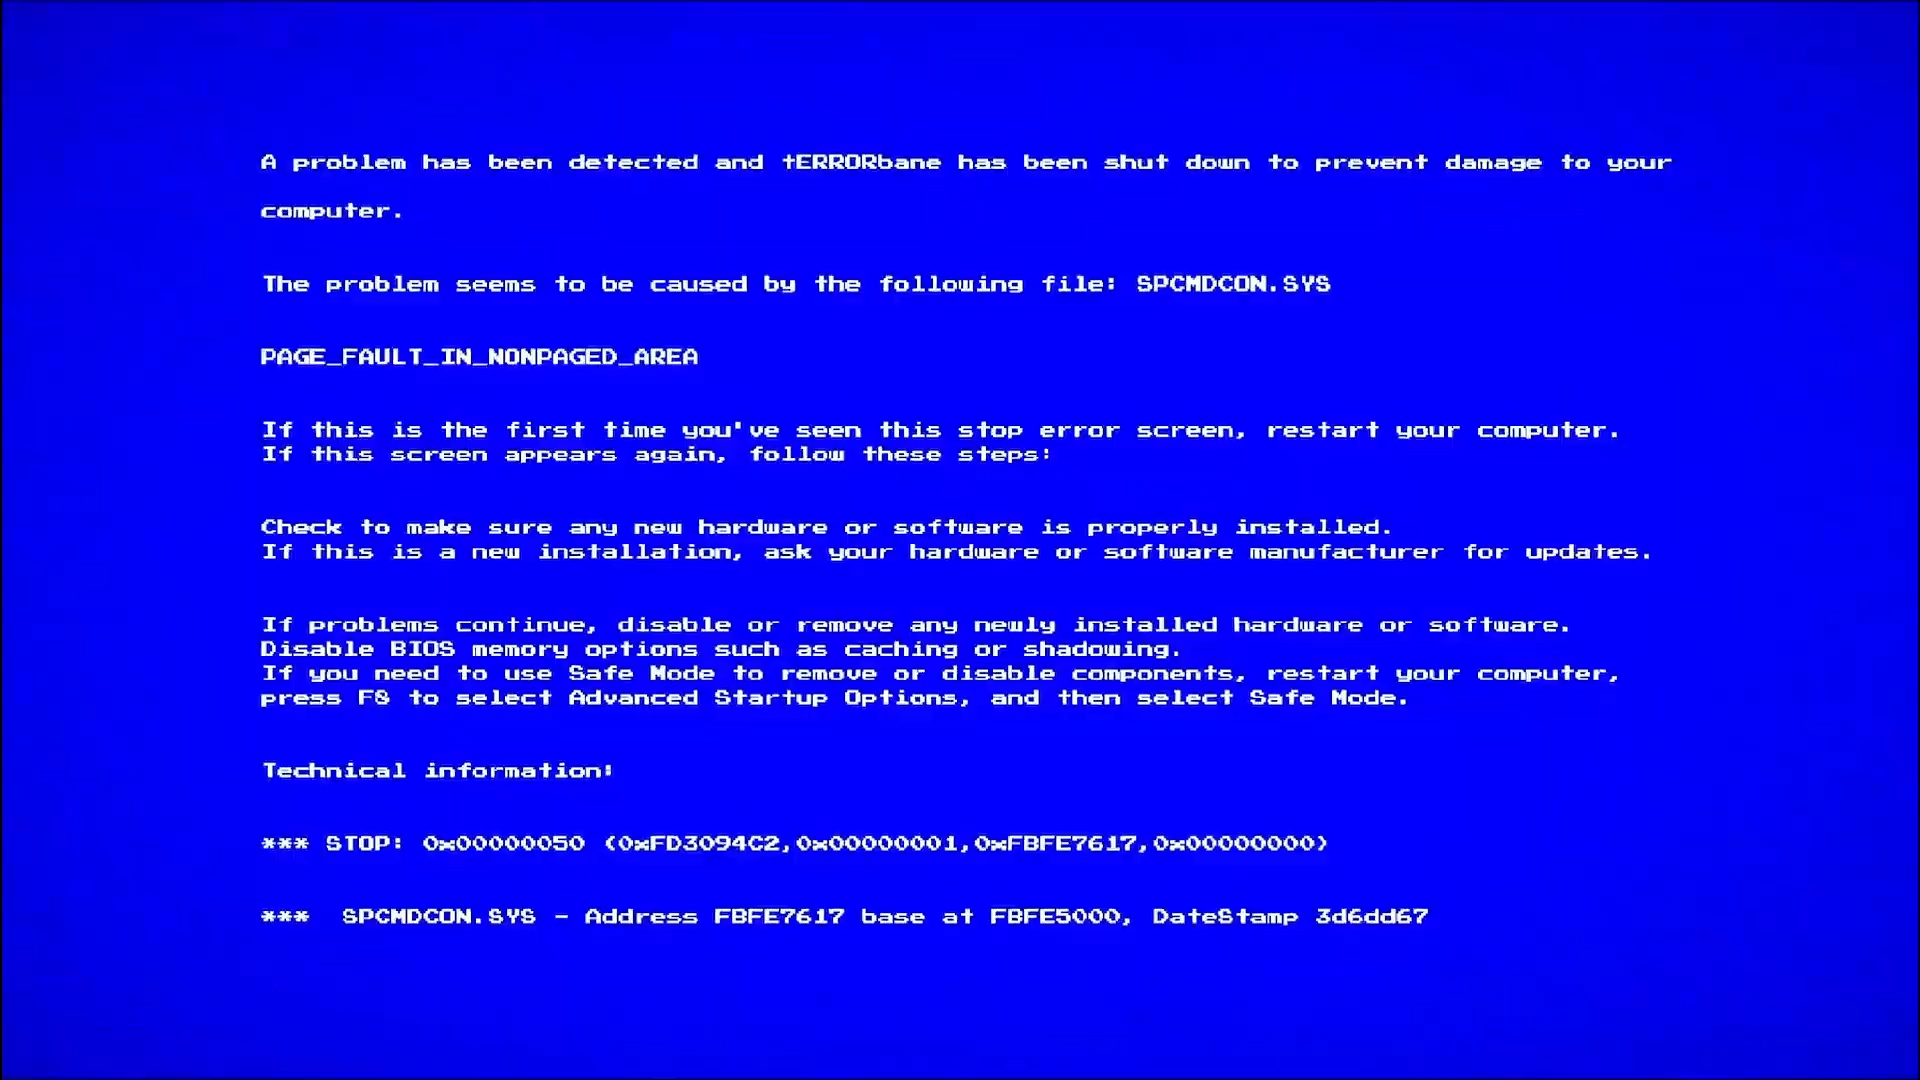 A problem has been detected and tERRORbane has been shut down to prevent damage to your
computer.
The problem seems to be caused by the following file: SPCMDCON.SYS
PAGE_FAULT_IN_NONPAGED_AREA
If this is the first time you've seen this stop error screen, restart your computer.
If this screen appears again, follow these steps:
Check to make sure any new hardware or software is properly installed.
If this is a new installation, ask your hardware or software manufacturer for updates.
If problems continue, disable or remove any newly installed hardware or software.
Disable BIOS memory options such as caching or shadowing.
If you need to use Safe Mode to remove or disable components, restart your computer,
press F8 to select Advanced Startup Options, and then select Safe Mode.
Technical information:
*** STOP: 0x00000050 (0xFD3094C2,0x00000001,0xFBFE7617,0x00000000)
***  SPCMDCON.SYS - Address FBFE7617 base at FBFE5000, DateStamp 3d6dd67